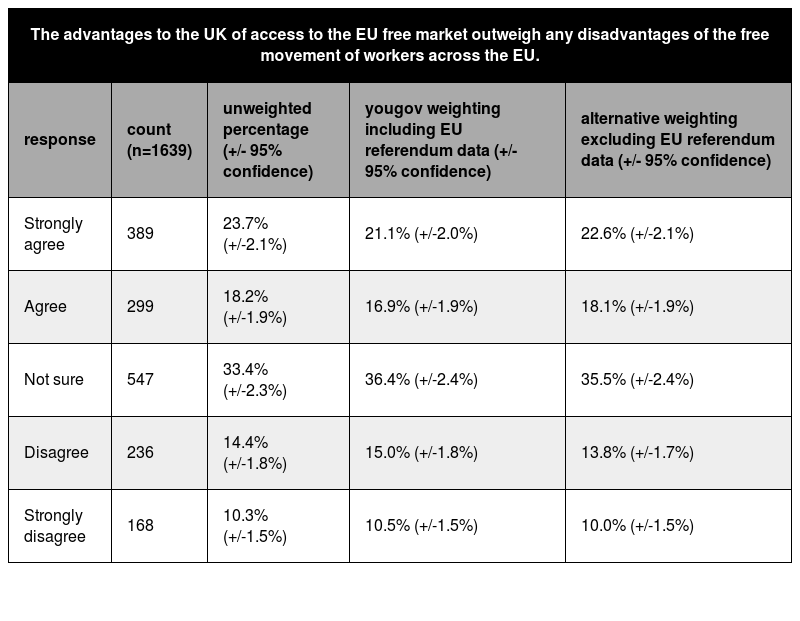 The advantages to the UK of access to the EU free market outweigh any disadvantages of the free
movement of workers across the EU.
response
count
(n=1639)
unweighted
percentage
(+/- 95%
confidence)
yougov weighting
including EU
referendum data (+/-
95% confidence)
alternative weighting
excluding EU referendum
data (+/- 95% confidence)
Strongly
agree
389
23.7%
(+/-2.1%)
21.1% (+/-2.0%)
22.6% (+/-2.1%)
Agree
299
18.2%
(+/-1.9%)
16.9% (+/-1.9%)
18.1% (+/-1.9%)
Not sure
547
33.4%
(+/-2.3%)
36.4% (+/-2.4%)
35.5% (+/-2.4%)
Disagree
236
14.4%
(+/-1.8%)
15.0% (+/-1.8%)
13.8% (+/-1.7%)
Strongly
disagree
168
10.3%
(+/-1.5%)
10.5% (+/-1.5%)
10.0% (+/-1.5%)